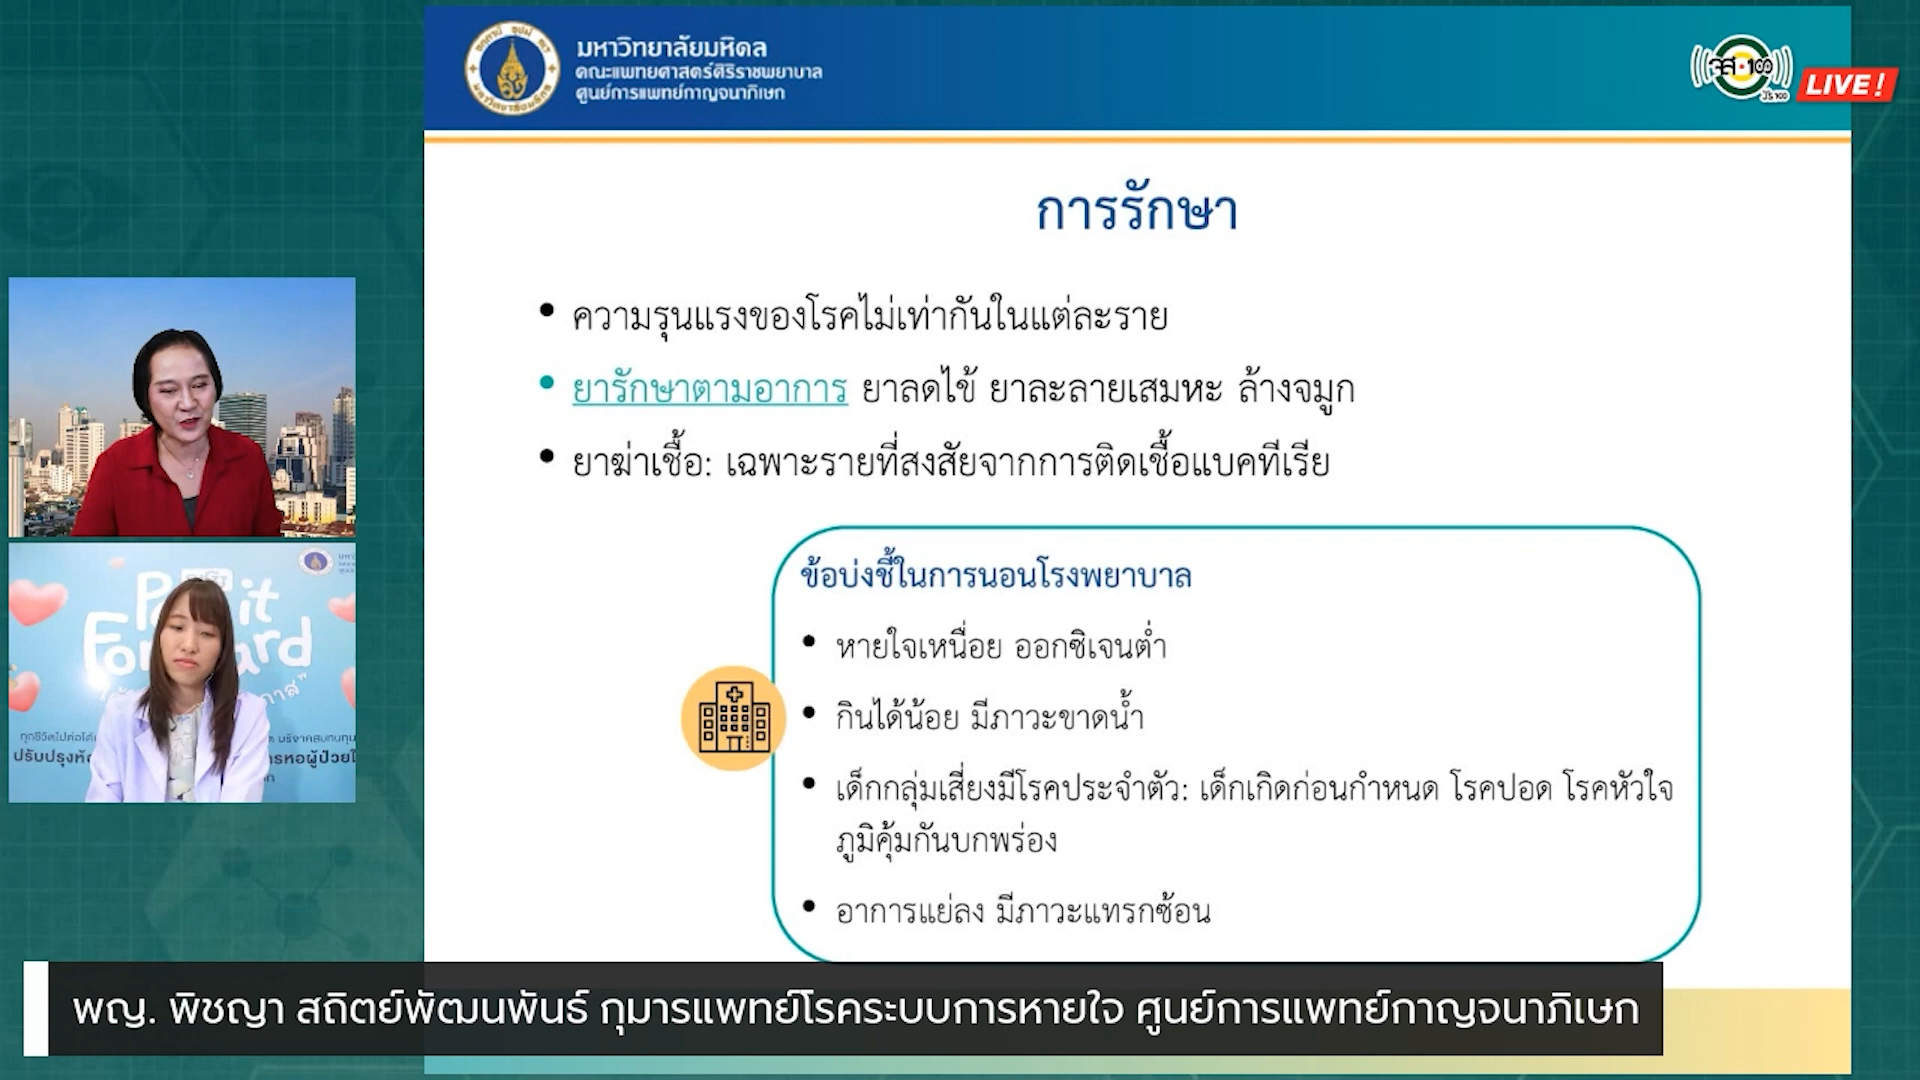 มหาวิทยาลัยมหิดล
คณะแพทยศาสตร์ศิริราชพยาบาล
ศูนย์การแพทย์กาญจนาภิเษก
จส.100
JS100
LIVE!
การรักษา
• ความรุนแรงของโรคไม่เท่ากันในแต่ละราย
• ยารักษาตามอาการ ยาลดไข้ ยาละลายเสมหะ ล้างจมูก
• ยาฆ่าเชื้อ: เฉพาะรายที่สงสัยจากการติดเชื้อแบคทีเรีย
ข้อบ่งชี้ในการนอนโรงพยาบาล
• หายใจเหนื่อย ออกซิเจนต่ำ
• กินได้น้อย มีภาวะขาดน้ำ
• เด็กกลุ่มเสี่ยงมีโรคประจำตัว: เด็กเกิดก่อนกำหนด โรคปอด โรคหัวใจ
ภูมิคุ้มกันบกพร่อง
• อาการแย่ลง มีภาวะแทรกซ้อน
พญ. พิชญา สถิตย์พัฒนพันธ์ กุมารแพทย์โรคระบบการหายใจ ศูนย์การแพทย์กาญจนาภิเษก